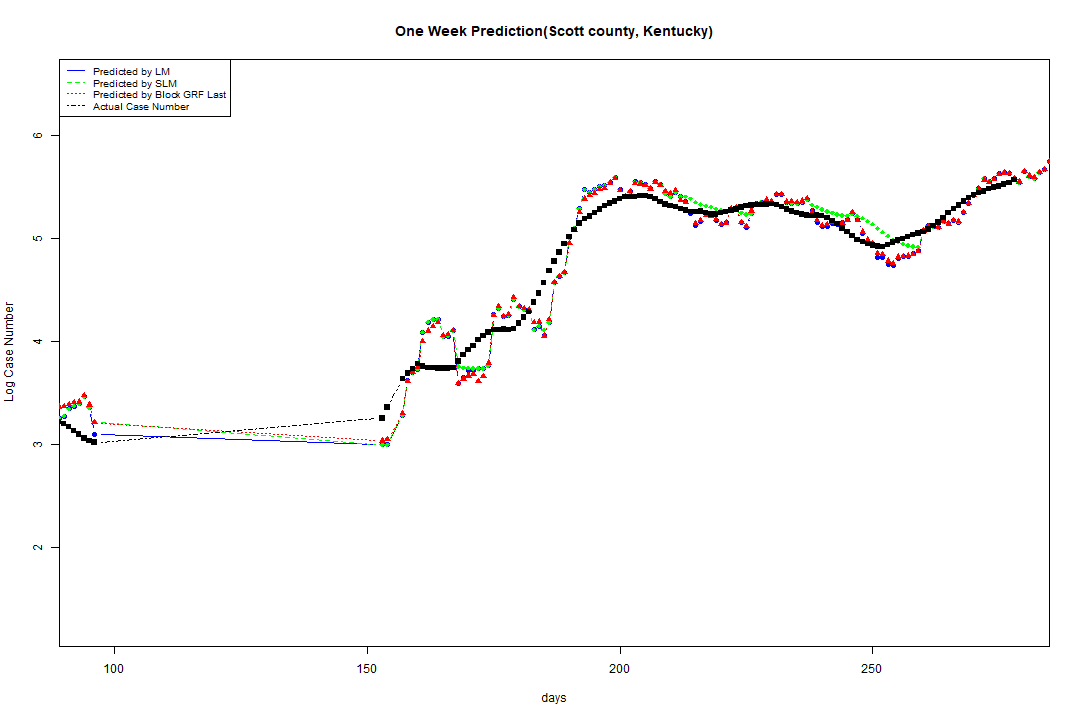 One Week Prediction(Scott county, Kentucky)
Predicted by LM
Predicted by SLM
Predicted by Block GRF Last
Actual Case Number
6
5
4
3
2
Log Case Number
100 150 200 250
days